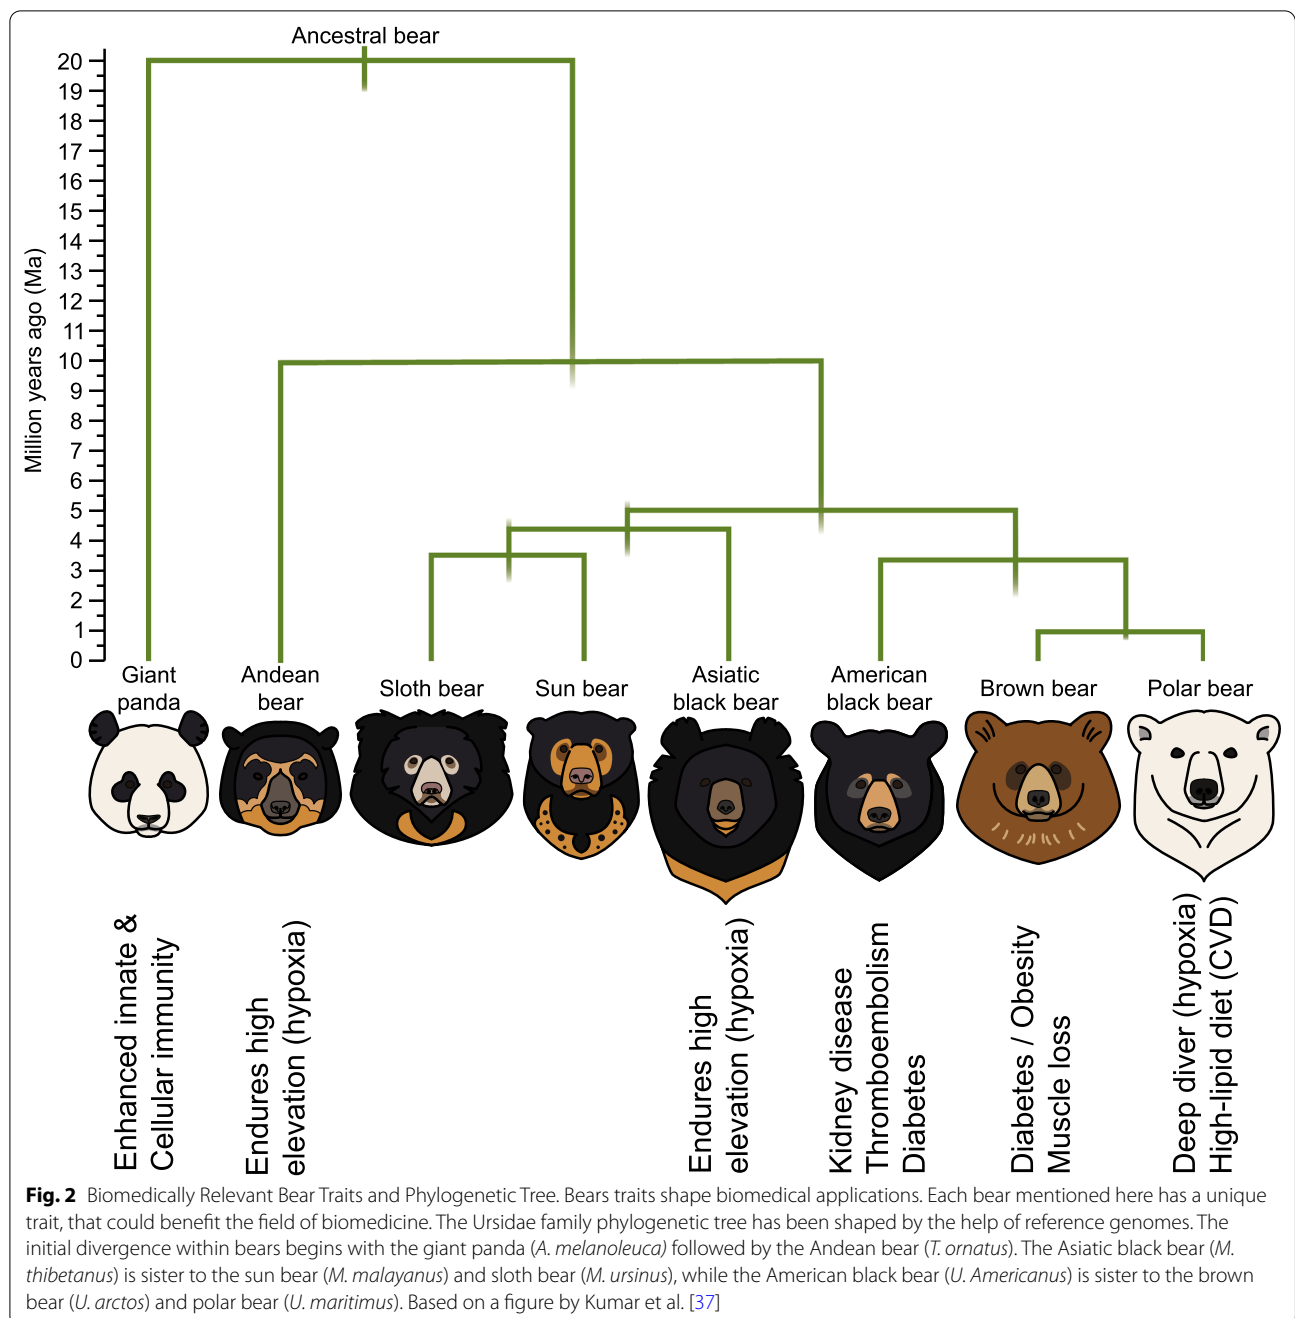 Ancestral bear
20
19
18
17
16
15
14
13
12
11
10
9
8
7
6
5
4
3
2
1
0
Million years ago (Ma)
Giant
panda
Andean
bear
Sloth bear
Sun bear
Asiatic
black bear
American
black bear
Brown bear
Polar bear
Enhanced innate &
Cellular immunity
Endures high
elevation (hypoxia)
Endures high
elevation (hypoxia)
Kidney disease
Thromboembolism
Diabetes
Diabetes / Obesity
Muscle loss
Deep diver (hypoxia)
High-lipid diet (CVD)
Fig. 2 Biomedically Relevant Bear Traits and Phylogenetic Tree. Bears traits shape biomedical applications. Each bear mentioned here has a unique
trait, that could benefit the field of biomedicine. The Ursidae family phylogenetic tree has been shaped by the help of reference genomes. The
initial divergence within bears begins with the giant panda (A. melanoleuca) followed by the Andean bear (T. ornatus). The Asiatic black bear (M.
thibetanus) is sister to the sun bear (M. malayanus) and sloth bear (M. ursinus), while the American black bear (U. Americanus) is sister to the brown
bear (U. arctos) and polar bear (U. maritimus). Based on a figure by Kumar et al. [37]